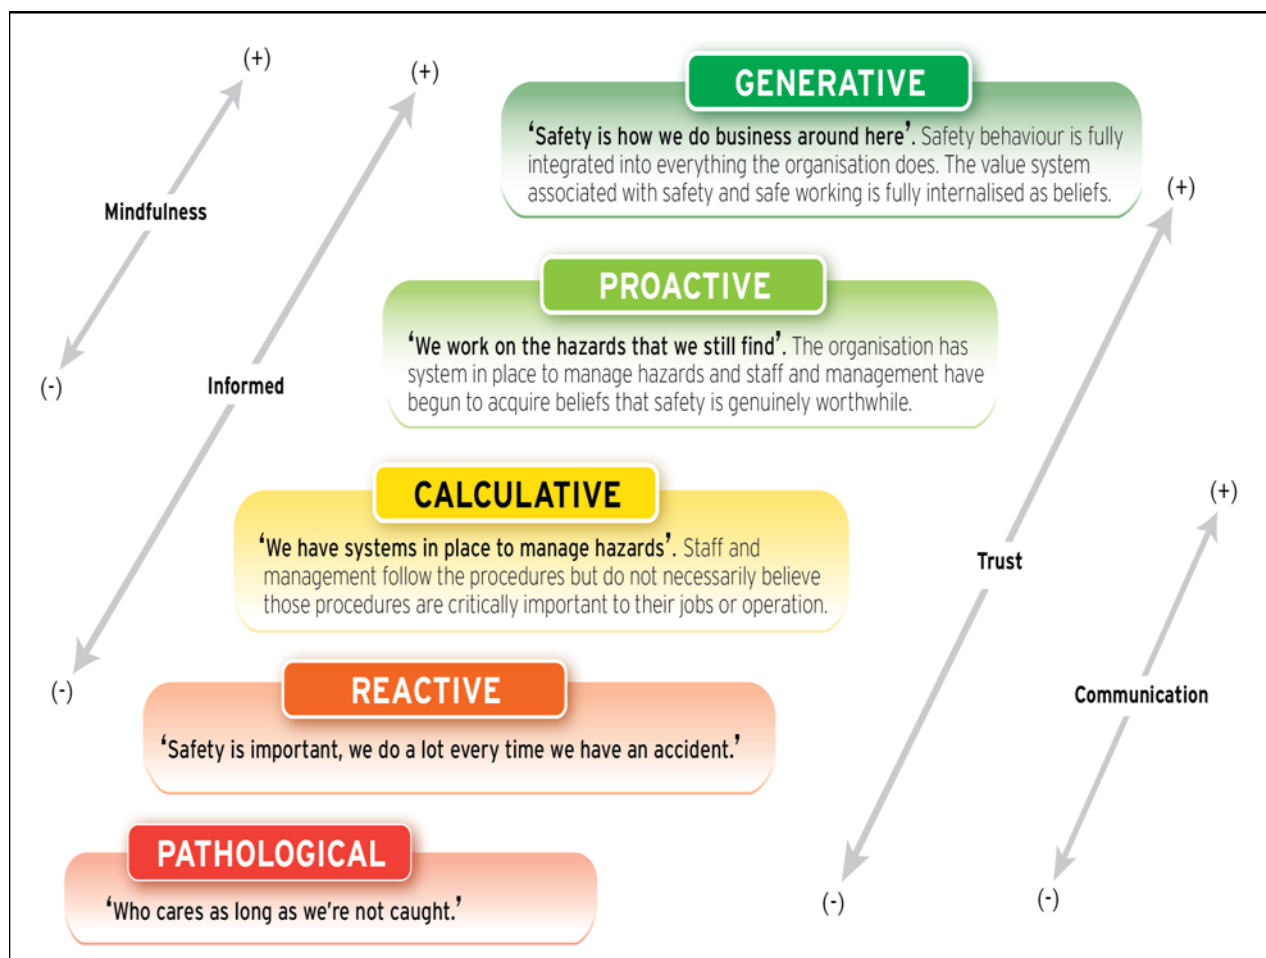 (+)
(+)
Mindfulness
(-)
Informed
(-)
GENERATIVE
‘Safety is how we do business around here’. Safety behaviour is fully
integrated into everything the organisation does. The value system
associated with safety and safe working is fully internalised as beliefs.
PROACTIVE
‘We work on the hazards that we still find’. The organisation has
system in place to manage hazards and staff and management have
begun to acquire beliefs that safety is genuinely worthwhile.
CALCULATIVE
‘We have systems in place to manage hazards’. Staff and
management follow the procedures but do not necessarily believe
those procedures are critically important to their jobs or operation.
REACTIVE
‘Safety is important, we do a lot every time we have an accident.’
PATHOLOGICAL
‘Who cares as long as we’re not caught.’
(+)
Trust
(-)
(+)
Communication
(-)